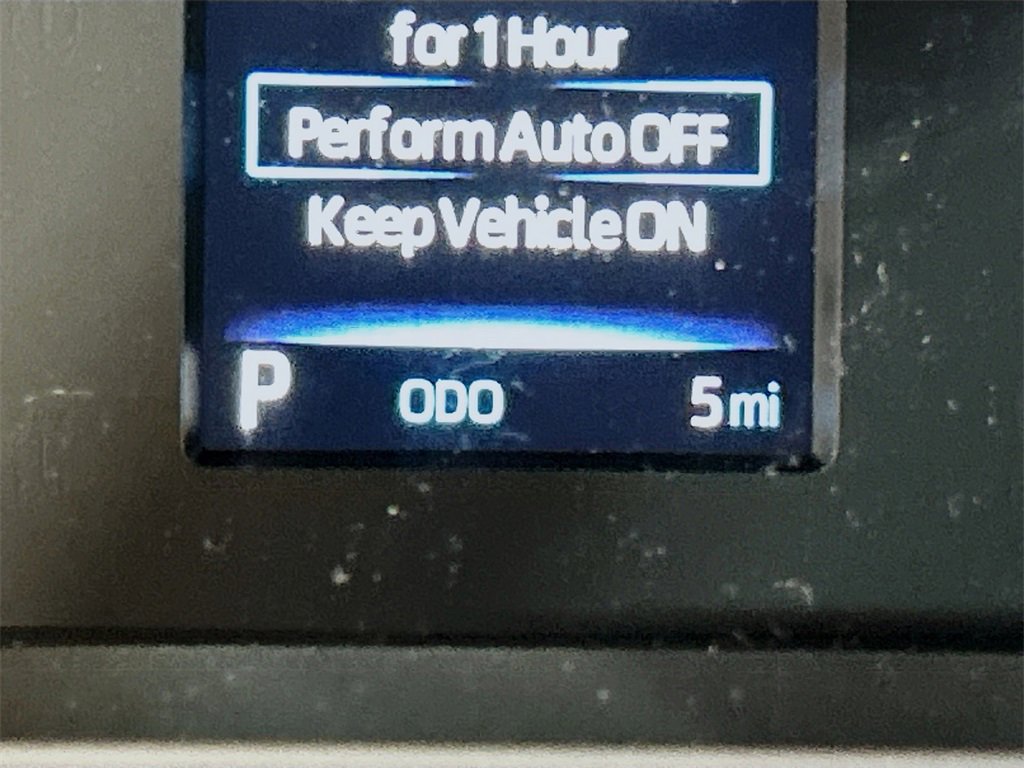 for 1 Hour
Perform Auto OFF
Keep Vehicle ON
P ODO 5 mi